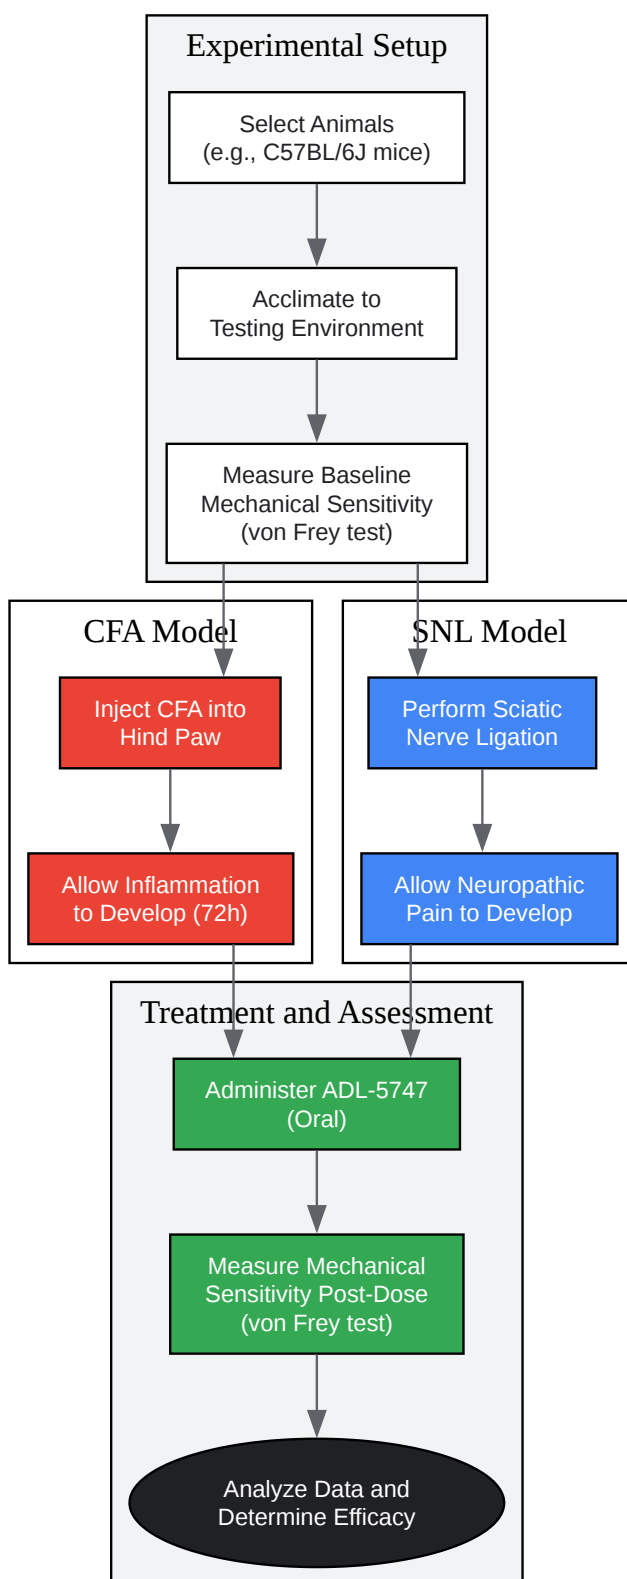 Experimental Setup
Select Animals
(e.g., C57BL/6J mice)
Acclimate to
Testing Environment
Measure Baseline
Mechanical Sensitivity
(von Frey test)
CFA Model
Inject CFA into
Hind Paw
Allow Inflammation
to Develop (72h)
SNL Model
Perform Sciatic
Nerve Ligation
Allow Neuropathic
Pain to Develop
Treatment and Assessment
Administer ADL-5747
(Oral)
Measure Mechanical
Sensitivity Post-Dose
(von Frey test)
Analyze Data and
Determine Efficacy